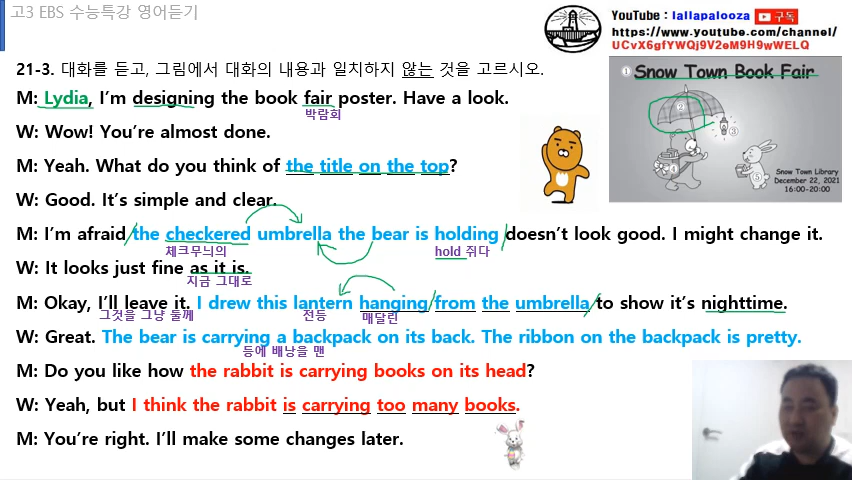 고3 EBS 수능특강 영어듣기
YouTube : lallapalooza 구독
https://www.youtube.com/channel/
UCvX6gfYWQj9V2eM9H9wWELQ
21-3. 대화를 듣고, 그림에서 대화의 내용과 일치하지 않는 것을 고르시오.
① Snow Town Book Fair
②
③
④
⑤
Snow Town Library
December 22, 2021
16:00-20:00
M: Lydia, I'm designing the book fair poster. Have a look.
박람회
W: Wow! You're almost done.
M: Yeah. What do you think of the title on the top?
W: Good. It's simple and clear.
M: I'm afraid the checkered umbrella the bear is holding doesn't look good. I might change it.
체크무늬의 hold 쥐다
W: It looks just fine as it is.
지금 그대로
M: Okay, I'll leave it. I drew this lantern hanging from the umbrella to show it's nighttime.
그것을 그냥 둘께 전등 매달린
W: Great. The bear is carrying a backpack on its back. The ribbon on the backpack is pretty.
등에 배낭을 맨
M: Do you like how the rabbit is carrying books on its head?
W: Yeah, but I think the rabbit is carrying too many books.
M: You're right. I'll make some changes later.